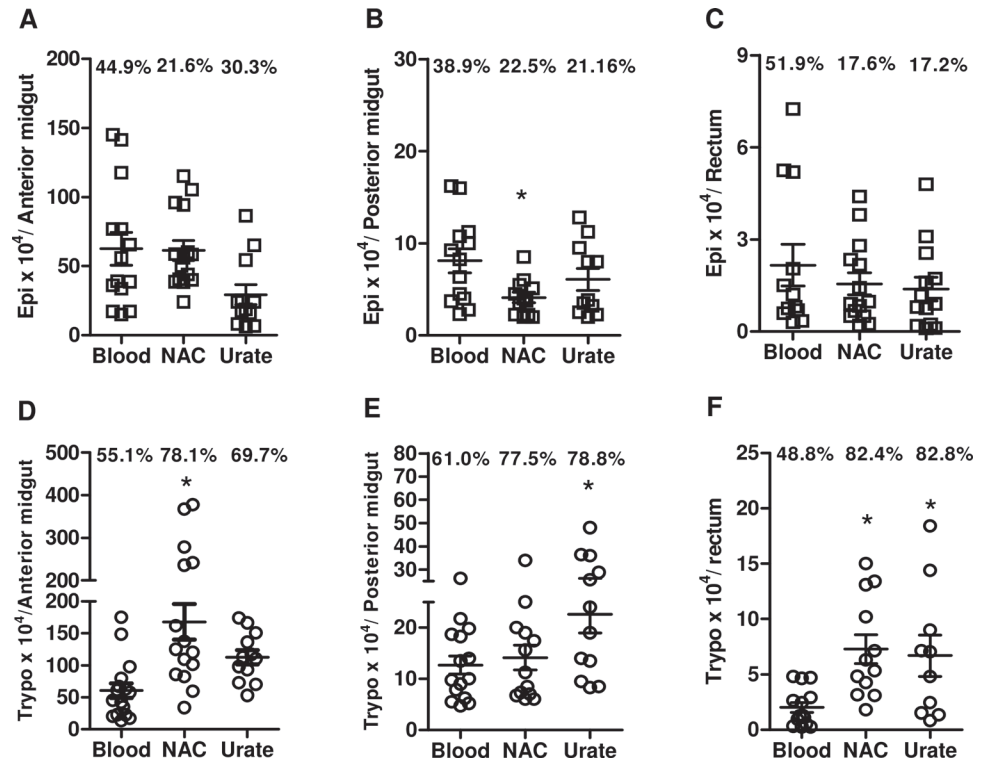 A
B
C
200
150
100
50
0
Epi x 10⁴/ Anterior midgut
44.9% 21.6% 30.3%
Blood NAC Urate
30
20
10
0
Epi x 10⁴/ Posterior midgut
38.9% 22.5% 21.16%
*
Blood NAC Urate
9
6
3
0
Epi x 10⁴/ Rectum
51.9% 17.6% 17.2%
Blood NAC Urate
D
E
F
500
400
300
200
200
150
100
50
0
Trypo x 10⁴/Anterior midgut
55.1% 78.1% 69.7%
*
Blood NAC Urate
80
70
60
50
40
30
20
10
0
Trypo x 10⁴/ Posterior midgut
61.0% 77.5% 78.8%
*
Blood NAC Urate
25
20
15
10
5
0
Trypo x 10⁴/ rectum
48.8% 82.4% 82.8%
* *
Blood NAC Urate